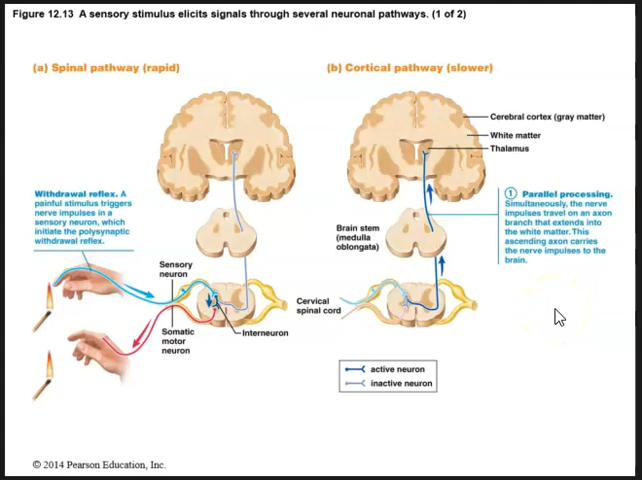 Figure 12.13 A sensory stimulus elicits signals through several neuronal pathways. (1 of 2)
(a) Spinal pathway (rapid)
Withdrawal reflex. A
painful stimulus triggers
nerve impulses in a
sensory neuron, which
initiate the polysynaptic
withdrawal reflex.
Sensory
neuron
Somatic
motor
neuron
Interneuron
(b) Cortical pathway (slower)
Cerebral cortex (gray matter)
White matter
Thalamus
Brain stem
(medulla
oblongata)
Cervical
spinal cord
① Parallel processing.
Simultaneously, the nerve
impulses travel on an axon
branch that extends into
the white matter. This
ascending axon carries
the nerve impulses to the
brain.
active neuron
inactive neuron
© 2014 Pearson Education, Inc.